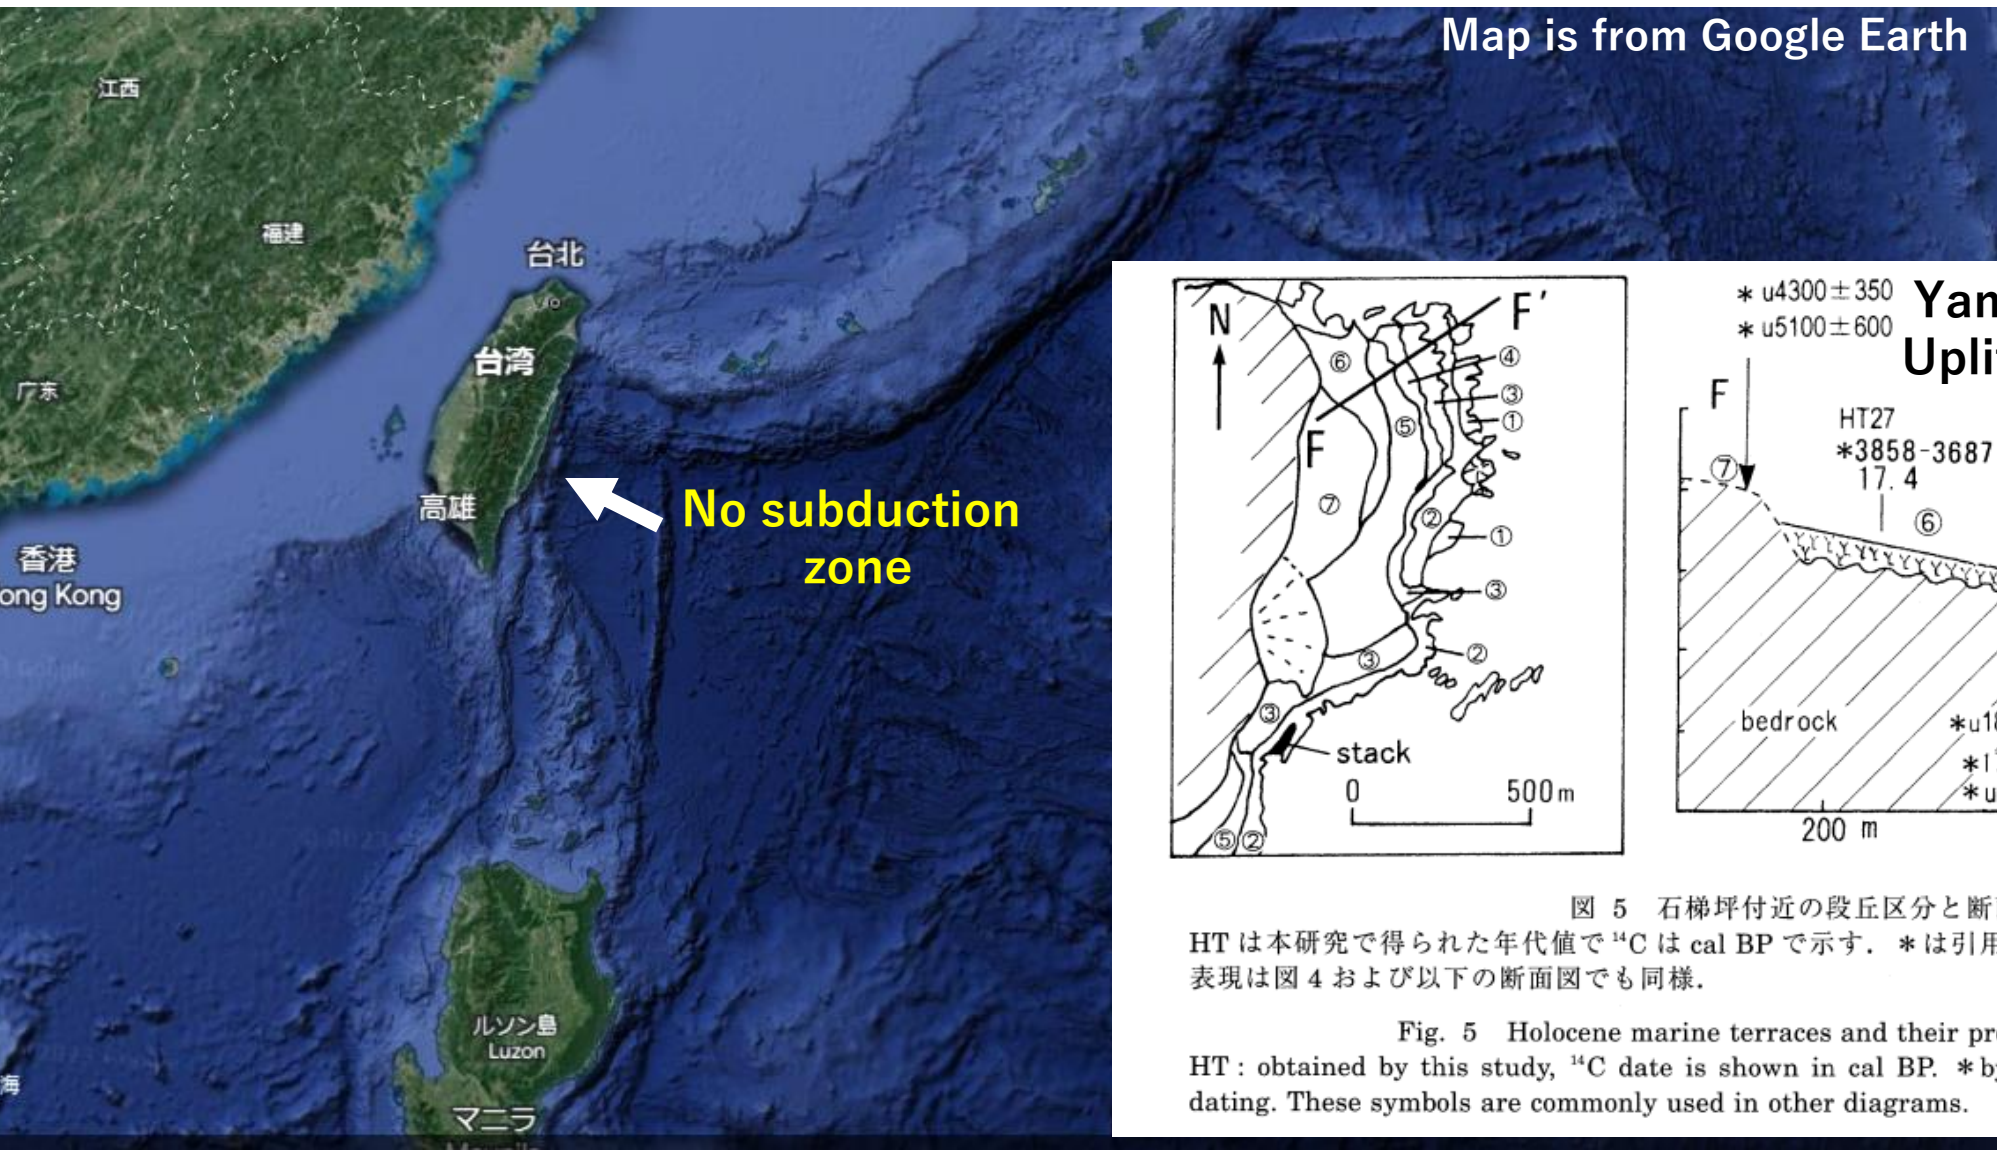 Map is from Google Earth
江西
福建
台北
台湾
广东
高雄
香港
ong Kong
No subduction
zone
ルソン島
Luzon
マニラ
海
N
F'
F
⑥
④
③
①
⑤
⑦
②
①
③
②
③
③
⑤②
stack
0 500m
* u4300±350
* u5100±600
Yan
Upli
F
HT27
*3858-3687
17.4
⑦
⑥
bedrock
*u18
*17
*u
200 m
図 5 石梯坪付近の段丘区分と断
HT は本研究で得られた年代値で ¹⁴C は cal BP で示す. *は引用
表現は図 4 および以下の断面図でも同様.
Fig. 5 Holocene marine terraces and their pr
HT : obtained by this study, ¹⁴C date is shown in cal BP. *b
dating. These symbols are commonly used in other diagrams.